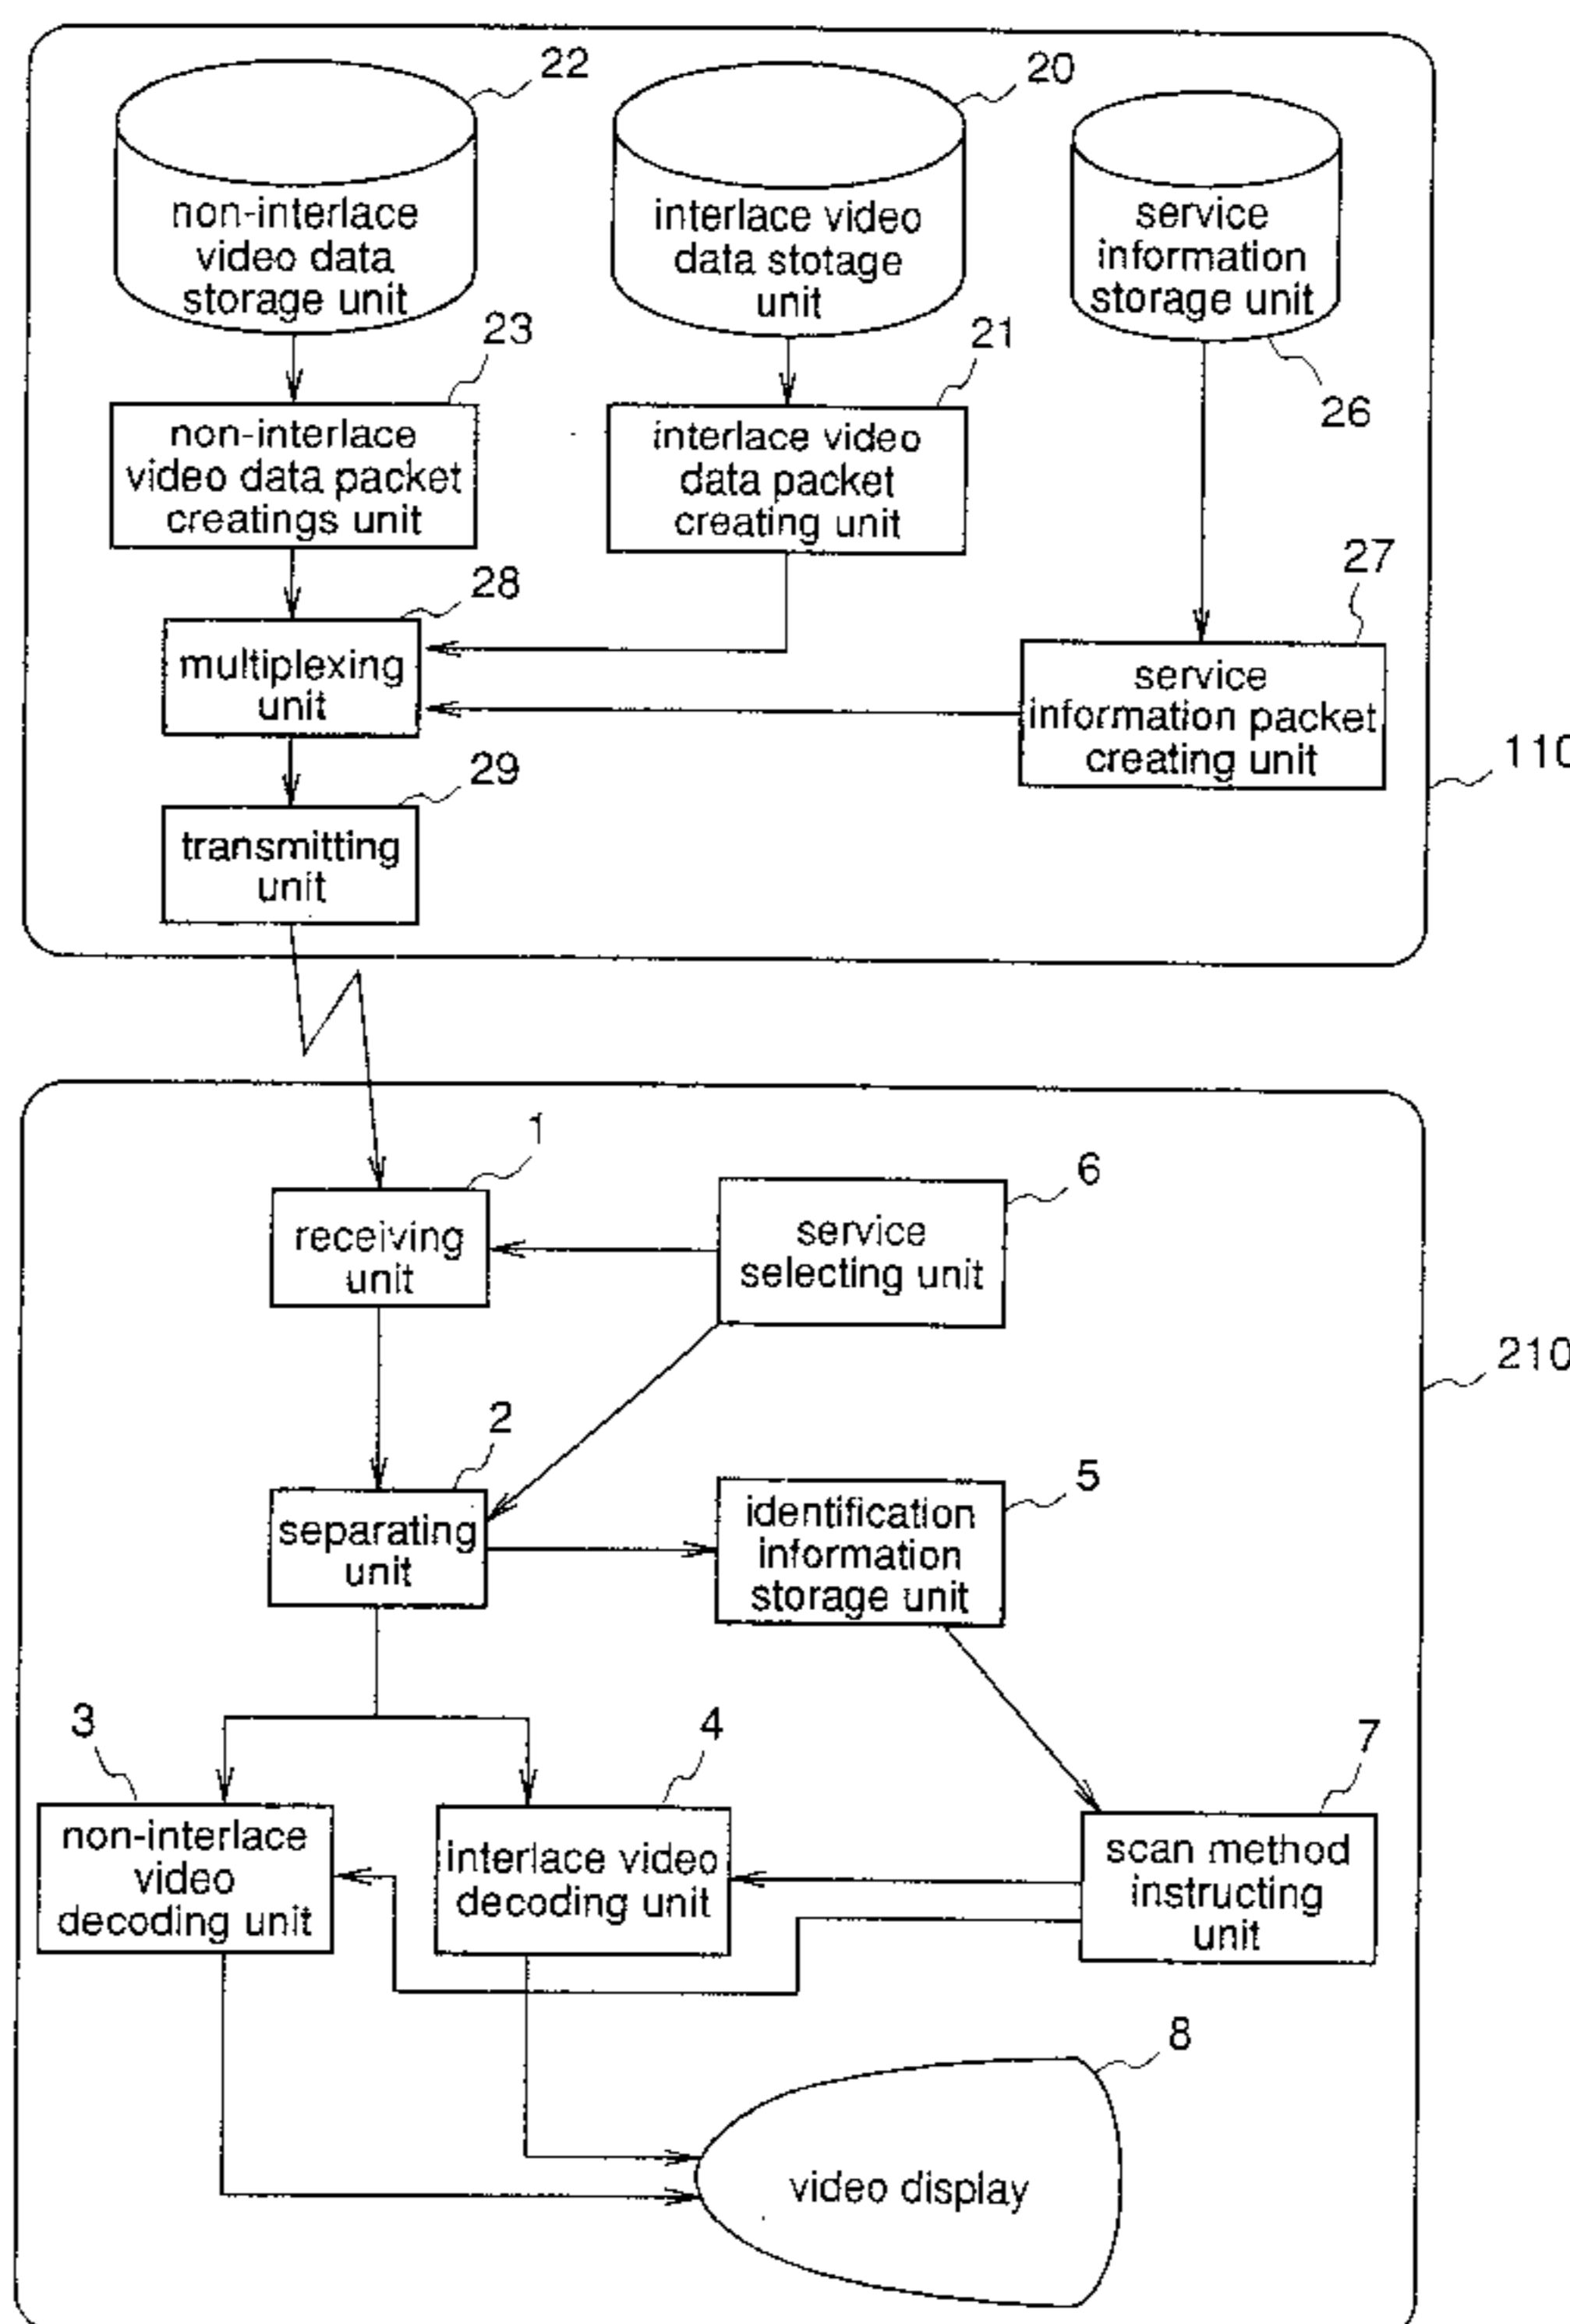 22
20
non-interlace
video data
storage unit
interlace video
data stotage
unit
service
information
storage unit
23
21
26
non-interlace
video data packet
creatings unit
interlace video
data packet
creating unit
28
27
multiplexing
unit
service
information packet
creating unit
110
29
transmitting
unit
1
6
receiving
unit
service
selecting unit
210
2
5
separating
unit
identification
information
storage unit
3
4
7
non-interlace
video
decoding unit
interlace video
decoding unit
scan method
instructing
unit
8
video display